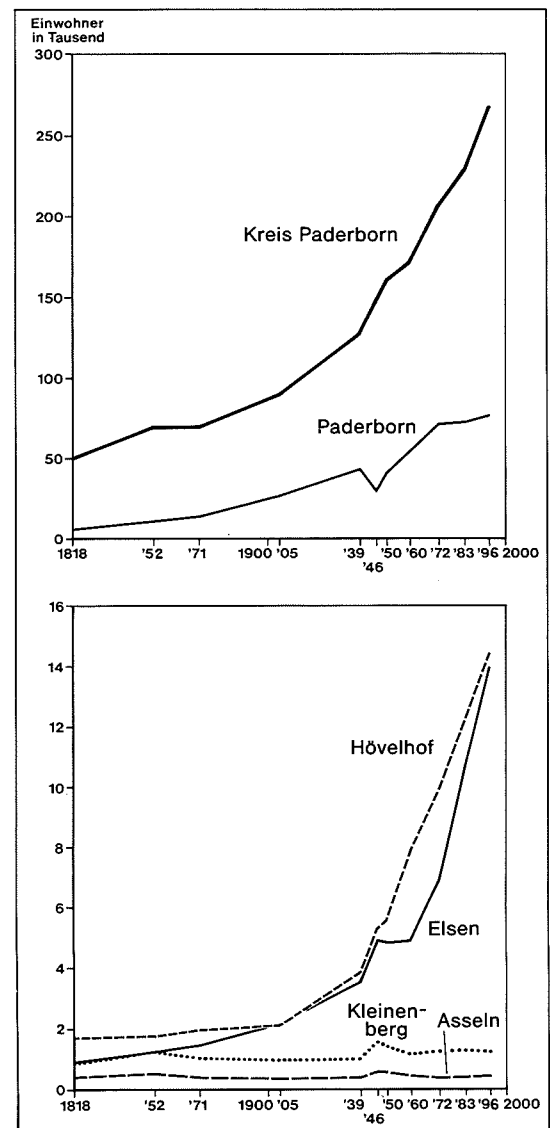 Einwohner
in Tausend
300
250
200
150
100
50
0
Kreis Paderborn
Paderborn
1818 '52 '71 1900 '05 '39 '46 '50 '60 '72 '83 '96 2000
16
14
12
10
8
6
4
2
0
Hövelhof
Elsen
Kleinen-
berg
Asseln
1818 '52 '71 1900 '05 '39 '46 '50 '60 '72 '83 '96 2000